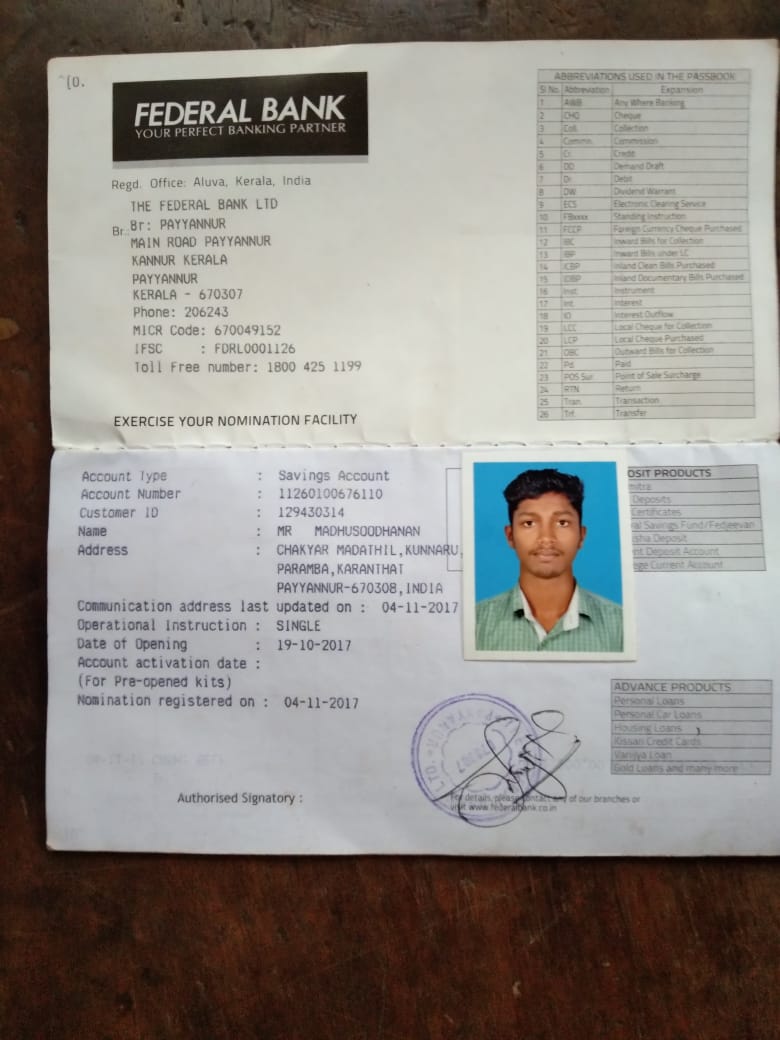 FEDERAL BANK
YOUR PERFECT BANKING PARTNER
Regd. Office: Aluva, Kerala, India
THE FEDERAL BANK LTD
Br.: Br: PAYYANNUR
MAIN ROAD PAYYANNUR
KANNUR KERALA
PAYYANNUR
KERALA - 670307
Phone: 206243
MICR Code: 670049152
IFSC : FDRL0001126
Toll Free number: 1800 425 1199
EXERCISE YOUR NOMINATION FACILITY
ABBREVIATIONS USED IN THE PASSBOOK
Sl No. Abbreviation Expansion
1 AWB Any Where Banking
2 CHQ Cheque
3 Coll. Collection
4 Commn. Commission
5 Cr. Credit
6 DD Demand Draft
7 Dr. Debit
8 DW Dividend Warrant
9 ECS Electronic Clearing Service
10 FBxxxx Standing Instruction
11 FCCP Foreign Currency Cheque Purchased
12 IBC Inward Bills for Collection
13 IBP Inward Bills under LC
14 ICBP Inland Clean Bills Purchased
15 IDBP Inland Documentary Bills Purchased
16 Inst Instrument
17 Int. Interest
18 IO Interest Outflow
19 LCC Local Cheque for Collection
20 LCP Local Cheque Purchased
21 OBC Outward Bills for Collection
22 Pd. Paid
23 POS Sur Point of Sale Surcharge
24 RTN Return
25 Tran. Transaction
26 Trf. Transfer
Account Type : Savings Account
Account Number : 11260100676110
Customer ID : 129430314
Name : MR MADHUSOODHANAN
Address : CHAKYAR MADATHIL,KUNNARU,
PARAMBA,KARANTHAT
PAYYANNUR-670308,INDIA
Communication address last updated on : 04-11-2017
Operational Instruction : SINGLE
Date of Opening : 19-10-2017
Account activation date :
(For Pre-opened kits)
Nomination registered on : 04-11-2017
Authorised Signatory :
OSIT PRODUCTS
mitra
Deposits
Certificates
al Savings Fund/Fedjeevan
sha Deposit
nt Deposit Account
ege Current Account
ADVANCE PRODUCTS
Personal Loans
Personal Car Loans
Housing Loans
Kissan Credit Cards
Vanijya Loan
Gold Loans and many more
For details, please contact any of our branches or
visit www.federalbank.co.in